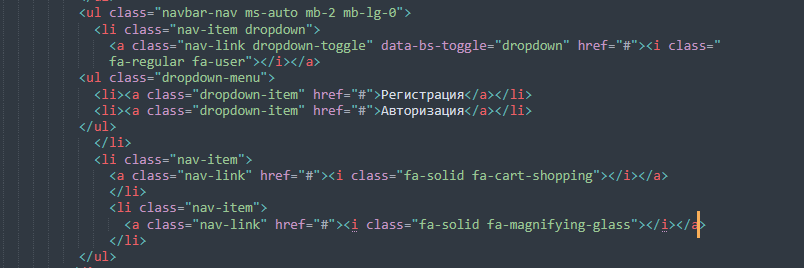 <ul class="navbar-nav ms-auto mb-2 mb-lg-0">
<li class="nav-item dropdown">
<a class="nav-link dropdown-toggle" data-bs-toggle="dropdown" href="#"><i class="
fa-regular fa-user"></i></a>
<ul class="dropdown-menu">
<li><a class="dropdown-item" href="#">Регистрация</a></li>
<li><a class="dropdown-item" href="#">Авторизация</a></li>
</ul>
</li>
<li class="nav-item">
<a class="nav-link" href="#"><i class="fa-solid fa-cart-shopping"></i></a>
</li>
<li class="nav-item">
<a class="nav-link" href="#"><i class="fa-solid fa-magnifying-glass"></i></a>
</li>
</ul>